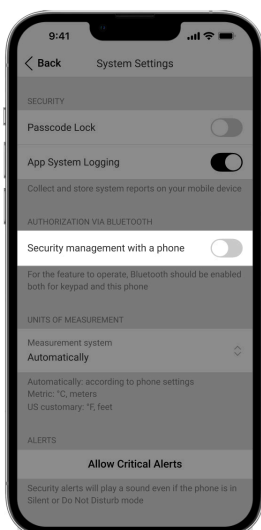 9:41
Back System Settings
SECURITY
Passcode Lock
App System Logging
Collect and store system reports on your mobile device
AUTHORIZATION VIA BLUETOOTH
Security management with a phone
For the feature to operate, Bluetooth should be enabled
both for keypad and this phone
UNITS OF MEASUREMENT
Measurement system
Automatically
Automatically: according to phone settings
Metric: °C, meters
US customary: °F, feet
ALERTS
Allow Critical Alerts
Security alerts will play a sound even if the phone is in
Silent or Do Not Disturb mode